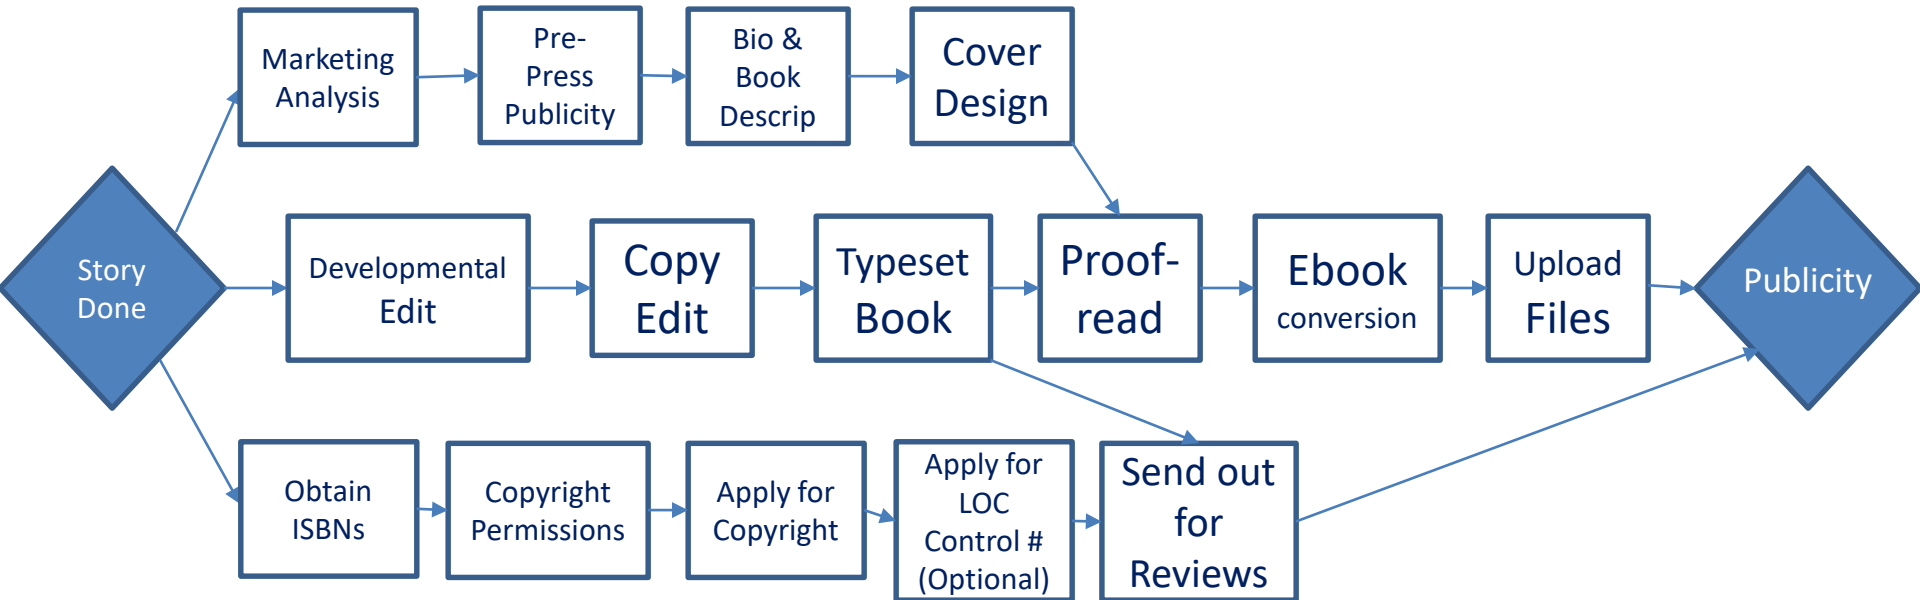 Marketing
Analysis
Pre-
Press
Publicity
Bio &
Book
Descrip
Cover
Design
Story
Done
Developmental
Edit
Copy
Edit
Typeset
Book
Proof-
read
Ebook
conversion
Upload
Files
Publicity
Obtain
ISBNs
Copyright
Permissions
Apply for
Copyright
Apply for
LOC
Control #
(Optional)
Send out
for
Reviews